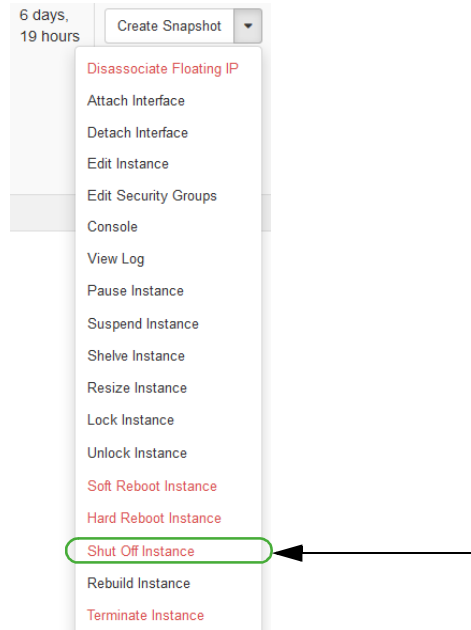 6 days,
19 hours
Create Snapshot
Disassociate Floating IP
Attach Interface
Detach Interface
Edit Instance
Edit Security Groups
Console
View Log
Pause Instance
Suspend Instance
Shelve Instance
Resize Instance
Lock Instance
Unlock Instance
Soft Reboot Instance
Hard Reboot Instance
Shut Off Instance
Rebuild Instance
Terminate Instance